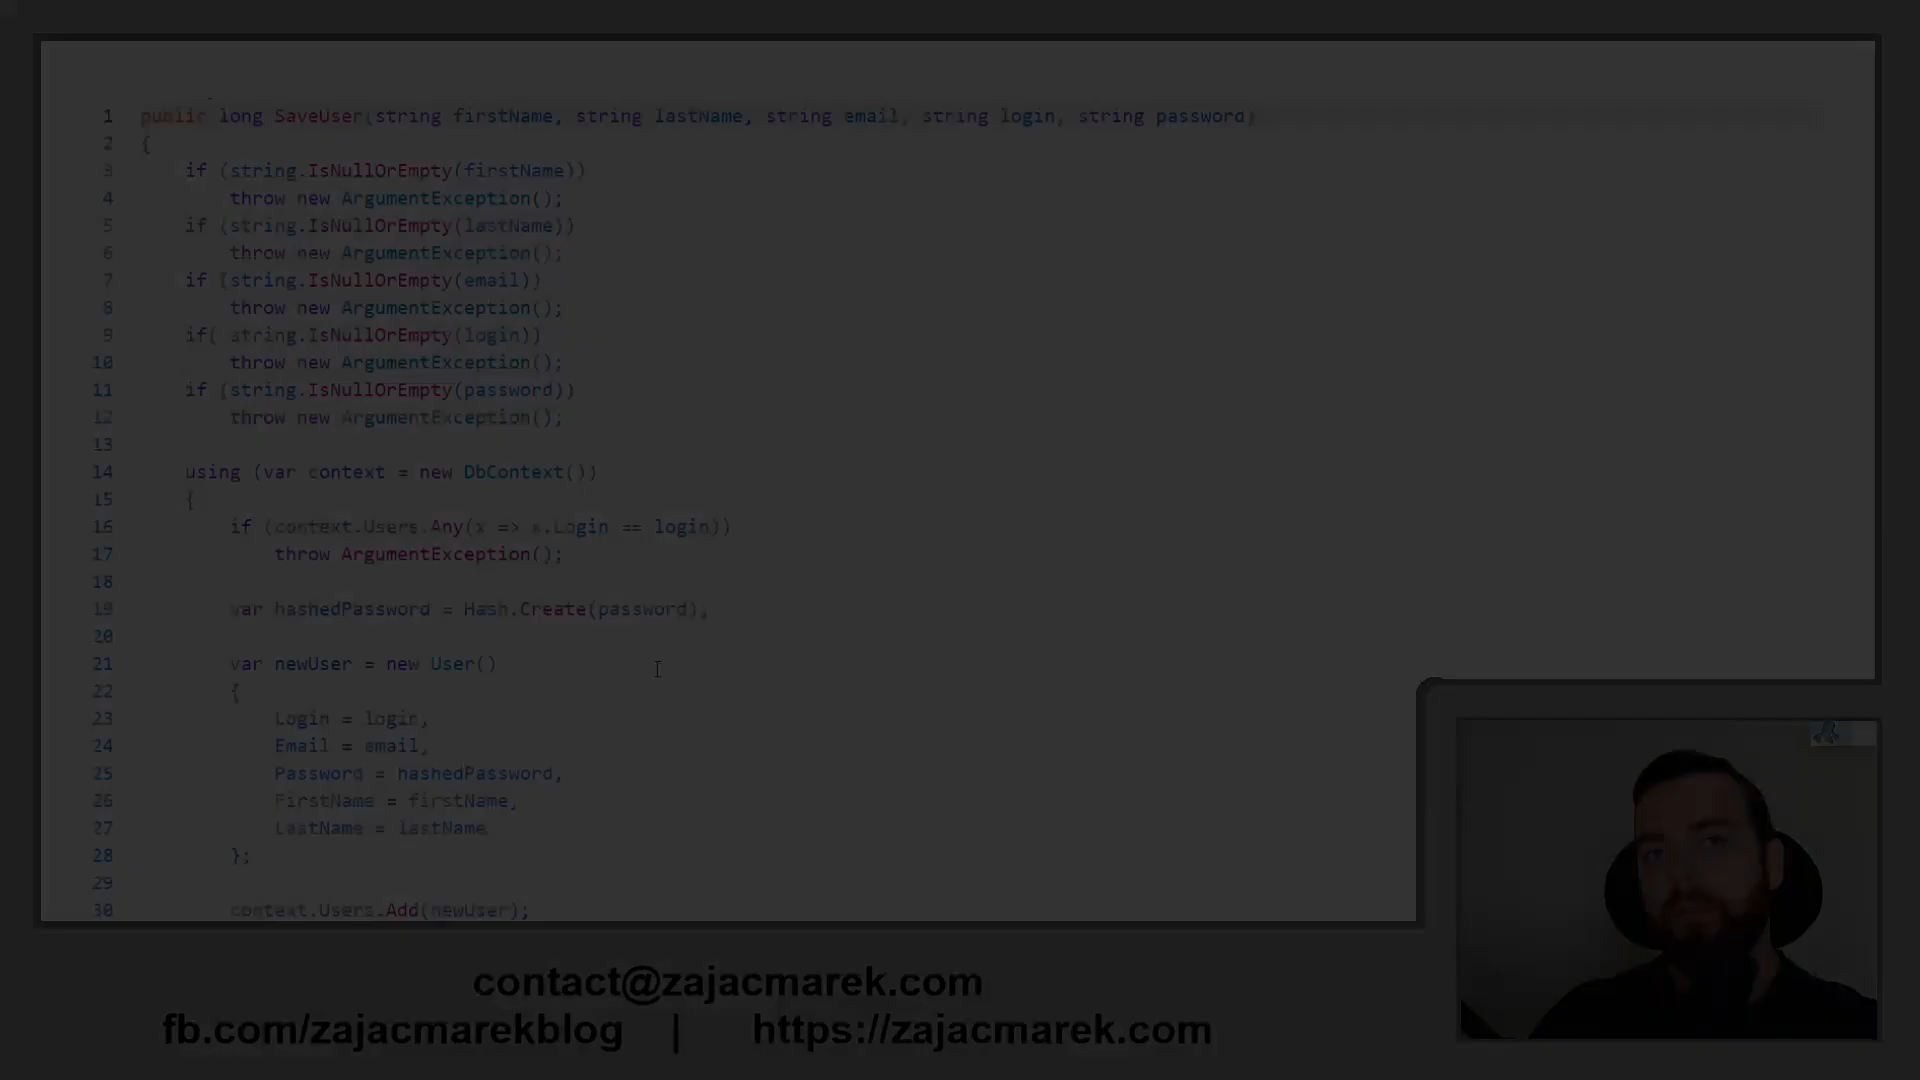 1 public long SaveUser(string firstName, string lastName, string email, string login, string password)
2 {
3 if (string.IsNullOrEmpty(firstName))
4 throw new ArgumentException();
5 if (string.IsNullOrEmpty(lastName))
6 throw new ArgumentException();
7 if (string.IsNullOrEmpty(email))
8 throw new ArgumentException();
9 if( string.IsNullOrEmpty(login))
10 throw new ArgumentException();
11 if (string.IsNullOrEmpty(password))
12 throw new ArgumentException();
13
14 using (var context = new DbContext())
15 {
16 if (context.Users.Any(x => x.Login == login))
17 throw ArgumentException();
18
19 var hashedPassword = Hash.Create(password);
20
21 var newUser = new User()
22 {
23 Login = login,
24 Email = email,
25 Password = hashedPassword,
26 FirstName = firstName,
27 LastName = lastName
28 };
29
30 context.Users.Add(newUser);
contact@zajacmarek.com
fb.com/zajacmarekblog | https://zajacmarek.com